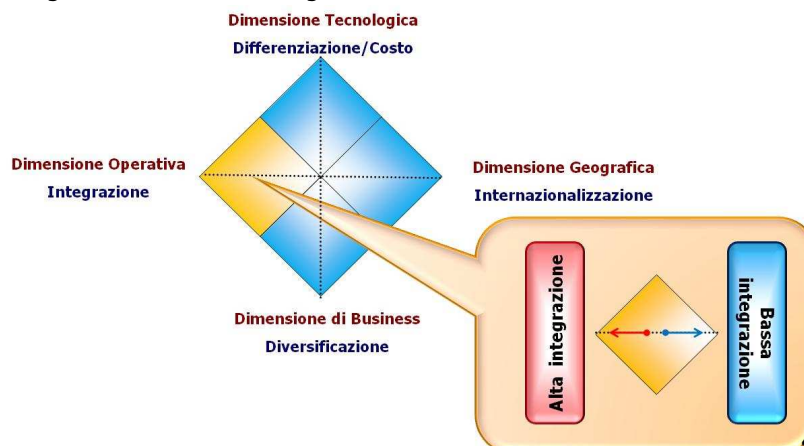 Dimensione Tecnologica
Differenziazione/Costo
Dimensione Operativa
Integrazione
Dimensione Geografica
Internazionalizzazione
Dimensione di Business
Diversificazione
Alta integrazione
Bassa
integrazione